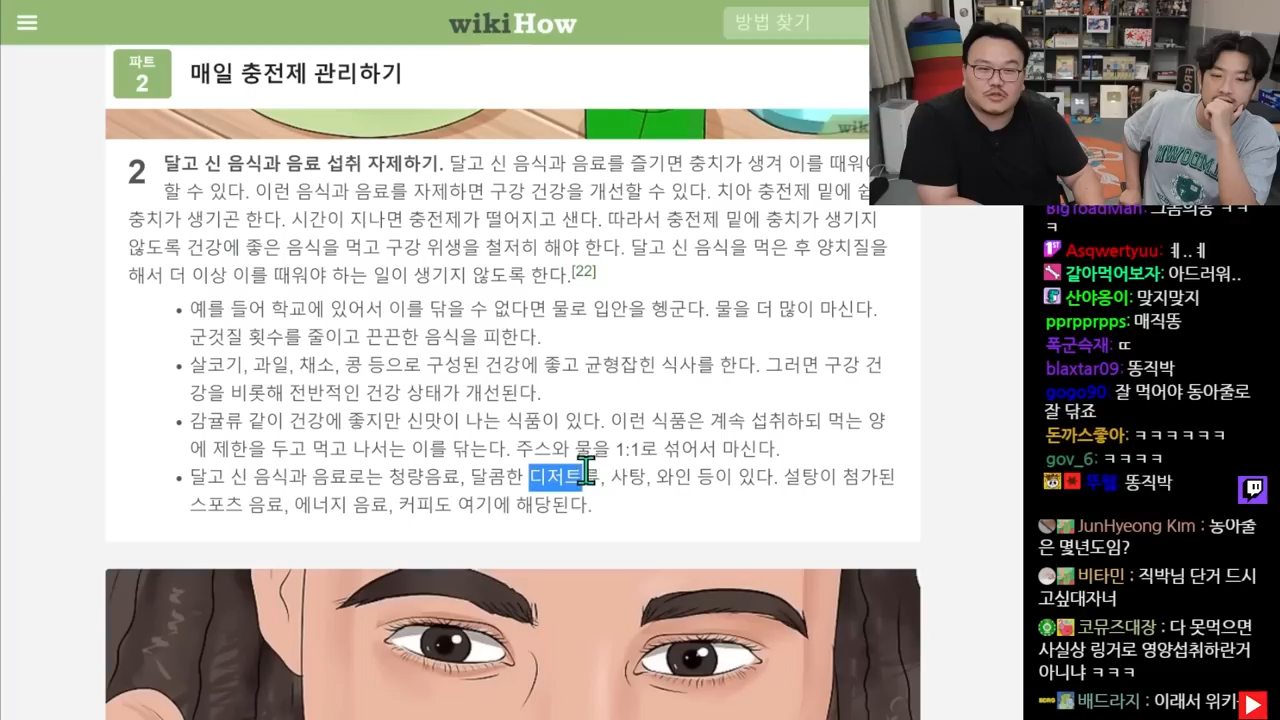 wikiHow
방법 찾기
파트
2
매일 충전제 관리하기
wik
2
달고 신 음식과 음료 섭취 자제하기. 달고 신 음식과 음료를 즐기면 충치가 생겨 이를 때워야
할 수 있다. 이런 음식과 음료를 자제하면 구강 건강을 개선할 수 있다. 치아 충전제 밑에 쉽
충치가 생기곤 한다. 시간이 지나면 충전제가 떨어지고 샌다. 따라서 충전제 밑에 충치가 생기지
않도록 건강에 좋은 음식을 먹고 구강 위생을 철저히 해야 한다. 달고 신 음식을 먹은 후 양치질을
해서 더 이상 이를 때워야 하는 일이 생기지 않도록 한다.[22]
• 예를 들어 학교에 있어서 이를 닦을 수 없다면 물로 입안을 헹군다. 물을 더 많이 마신다.
군것질 횟수를 줄이고 끈끈한 음식을 피한다.
• 살코기, 과일, 채소, 콩 등으로 구성된 건강에 좋고 균형잡힌 식사를 한다. 그러면 구강 건
강을 비롯해 전반적인 건강 상태가 개선된다.
• 감귤류 같이 건강에 좋지만 신맛이 나는 식품이 있다. 이런 식품은 계속 섭취하되 먹는 양
에 제한을 두고 먹고 나서는 이를 닦는다. 주스와 물을 1:1로 섞어서 마신다.
• 달고 신 음식과 음료로는 청량음료, 달콤한 디저트류, 사탕, 와인 등이 있다. 설탕이 첨가된
스포츠 음료, 에너지 음료, 커피도 여기에 해당된다.
BigToadMan: 그놈의똥 ㅋㅋ
ㅋ
Asqwertyuu: ㅖ..ㅖ
갈아먹어보자: 아드러워..
산야옹이: 맞지맞지
pprprprpps: 매직똥
폭군슥재: ㄸ
blaxtar09: 똥직박
gogo90 잘 먹어야 동아줄로
잘 닦죠
돈까스좋아: ㅋㅋㅋㅋㅋㅋ
gov_6: ㅋㅋㅋㅋ
뚜웰 똥직박
JunHyeong Kim : 농아줄
은 몇년도임?
비타민 : 직박님 단거 드시
고싶대자너
코뮤즈대장 : 다 못먹으면
사실상 링거로 영양섭취하란거
아니냐 ㅋㅋㅋ
배드라지 : 이래서 위키